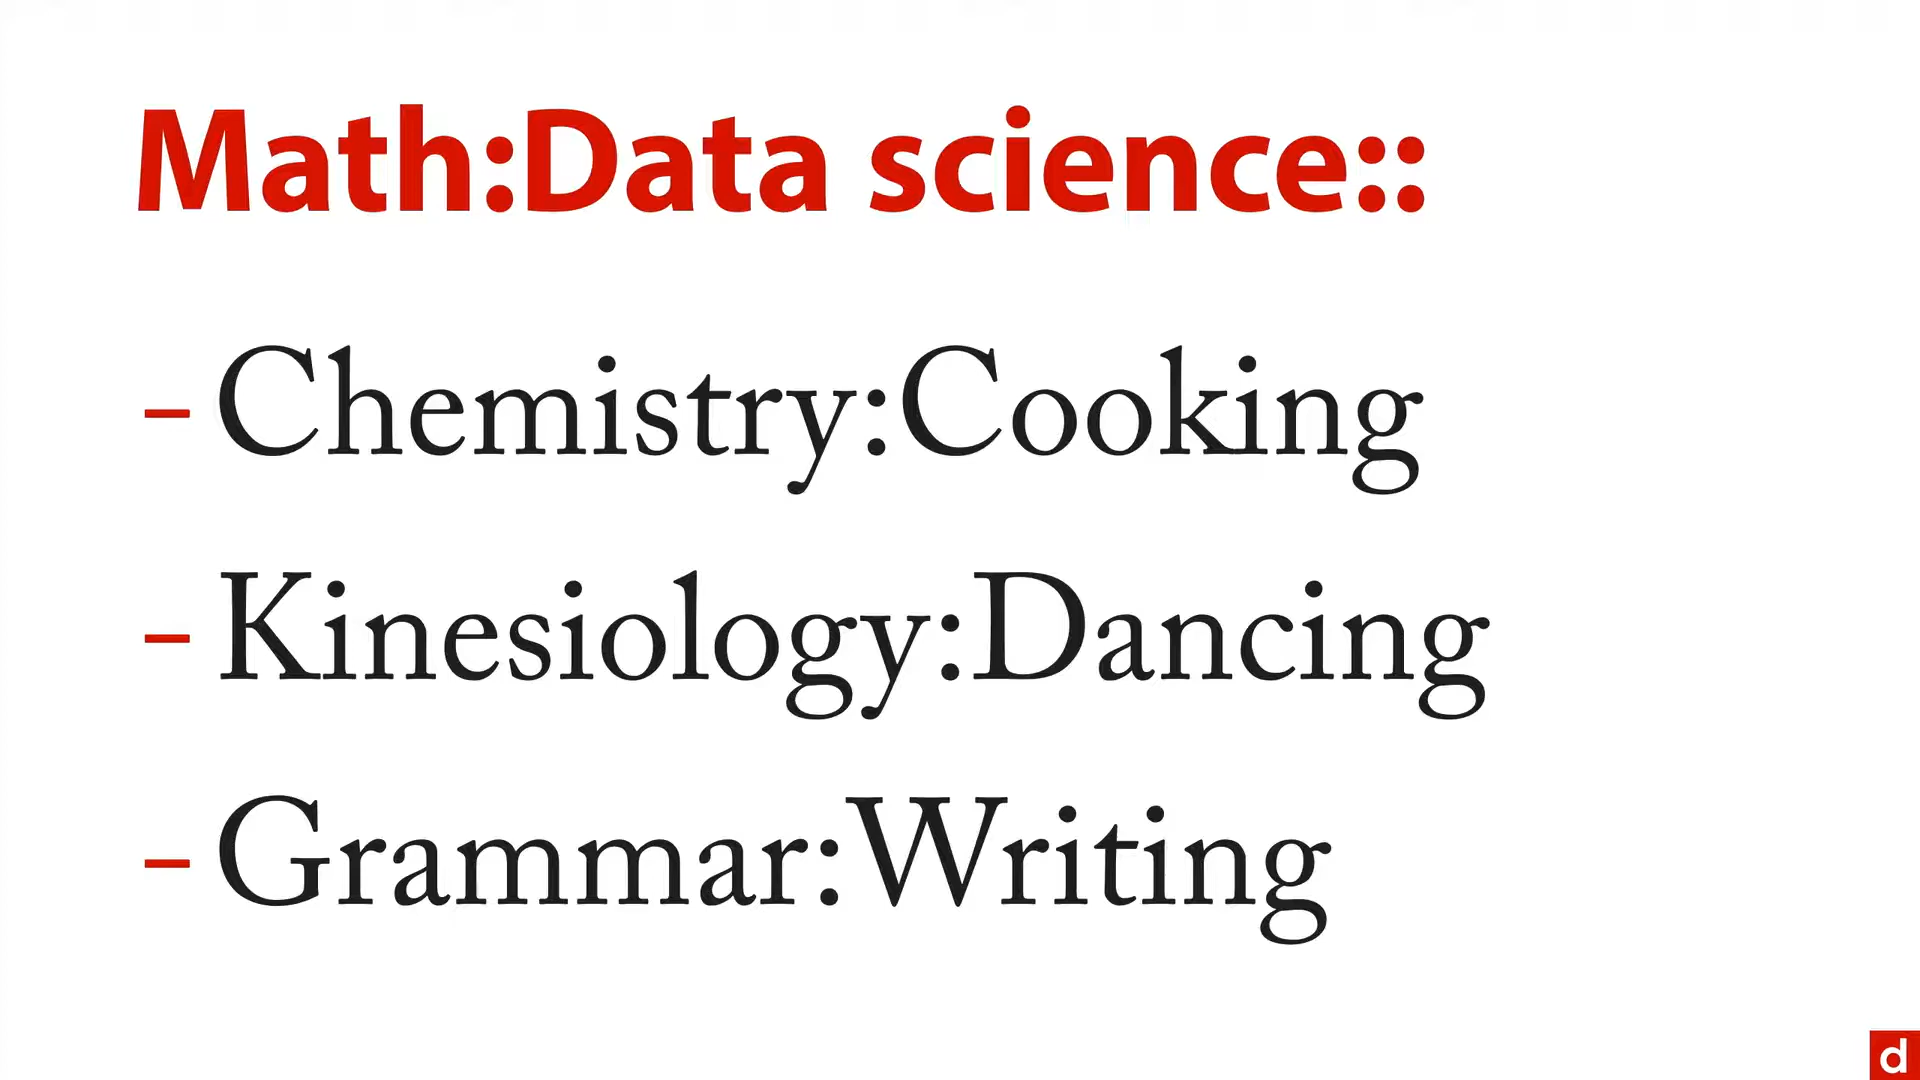 Math:Data science::
– Chemistry:Cooking
– Kinesiology:Dancing
– Grammar:Writing
d